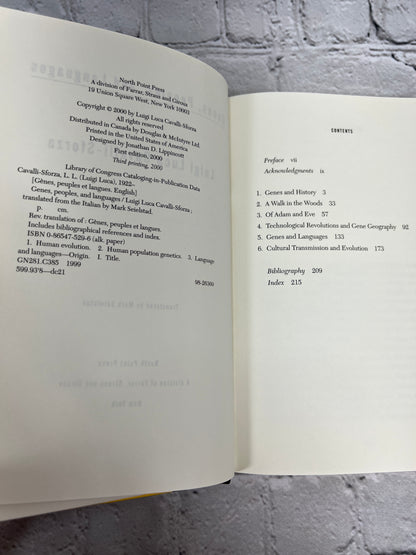 North Point Press
A division of Farrar, Straus and Giroux
19 Union Square West, New York 10003
Copyright © 2000 by Luigi Luca Cavalli-Sforza
All rights reserved
Distributed in Canada by Douglas & McIntyre Ltd.
Printed in the United States of America
Designed by Jonathan D. Lippincott
First edition, 2000
Third printing, 2000
Library of Congress Cataloging-in-Publication Data
Cavalli-Sforza, L. L. (Luigi Luca), 1922–
[Gènes, peuples et langues. English]
Genes, peoples, and languages / Luigi Luca Cavalli-Sforza ;
translated from the Italian by Mark Seielstad.
p. cm.
Rev. translation of : Gènes, peuples et langues.
Includes bibliographical references and index.
ISBN 0-86547-529-6 (alk. paper)
1. Human evolution. 2. Human population genetics. 3. Language
and languages—Origin. I. Title.
GN281.C385 1999
599.93'8—dc21
98-26360
CONTENTS
Preface vii
Acknowledgments ix
1. Genes and History 3
2. A Walk in the Woods 33
3. Of Adam and Eve 57
4. Technological Revolutions and Gene Geography 92
5. Genes and Languages 133
6. Cultural Transmission and Evolution 173
Bibliography 209
Index 215